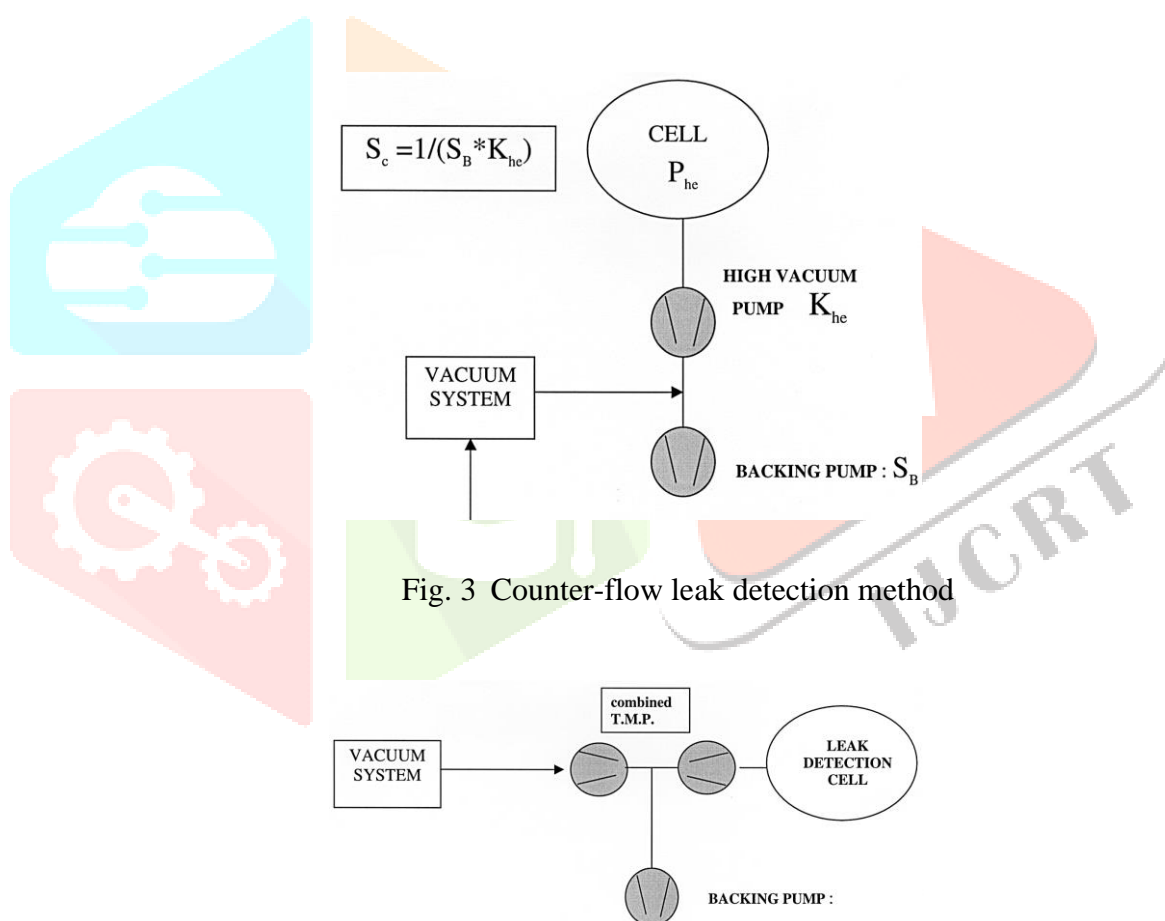 S_c =1/(S_B*K_he)
CELL
P_he
HIGH VACUUM
PUMP K_he
VACUUM
SYSTEM
BACKING PUMP : S_B
IJCRT
Fig. 3 Counter-flow leak detection method
combined
T.M.P.
VACUUM
SYSTEM
LEAK
DETECTION
CELL
BACKING PUMP :